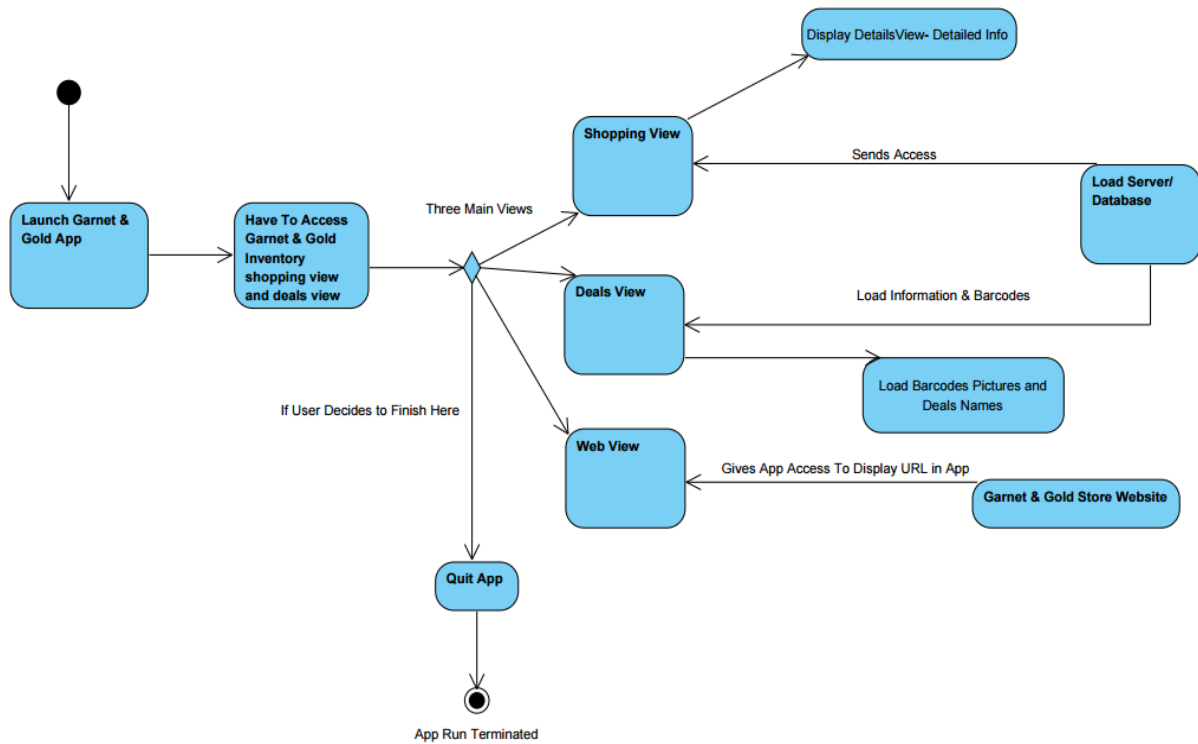 Display DetailsView- Detailed Info
Shopping View
Sends Access
Load Server/
Database
Three Main Views
Launch Garnet &
Gold App
Have To Access
Garnet & Gold
Inventory
shopping view
and deals view
Deals View
Load Information & Barcodes
Load Barcodes Pictures and
Deals Names
If User Decides to Finish Here
Web View
Gives App Access To Display URL in App
Garnet & Gold Store Website
Quit App
App Run Terminated